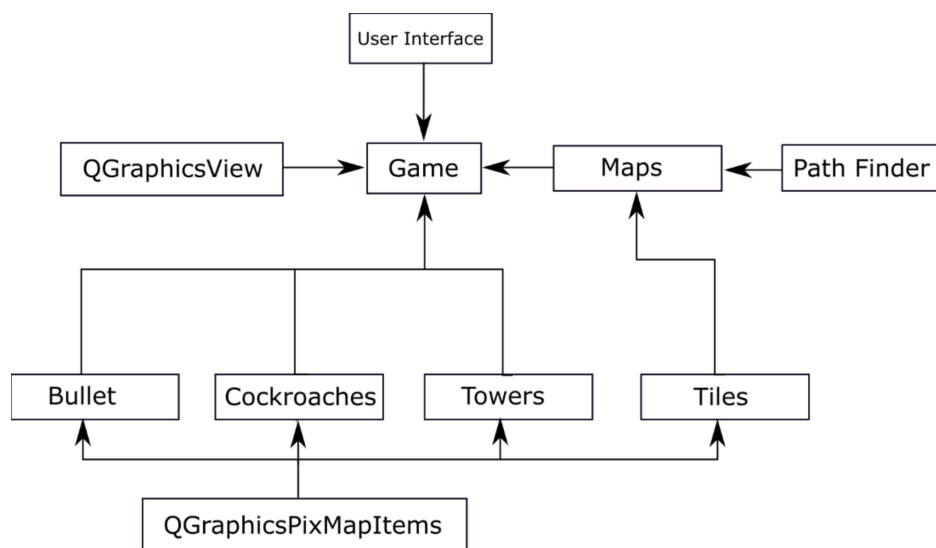 User Interface
QGraphicsView
Game
Maps
Path Finder
Bullet
Cockroaches
Towers
Tiles
QGraphicsPixMapItems